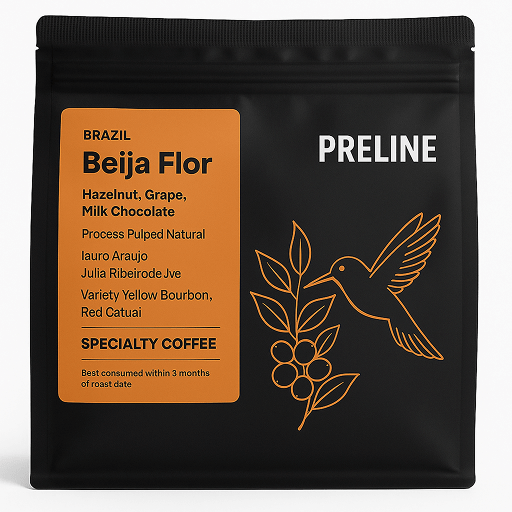 BRAZIL
Beija Flor
Hazelnut, Grape,
Milk Chocolate
Process Pulped Natural
Iauro Araujo
Julia Ribeirode Jve
Variety Yellow Bourbon,
Red Catuai
SPECIALTY COFFEE
Best consumed within 3 months
of roast date
PRELINE